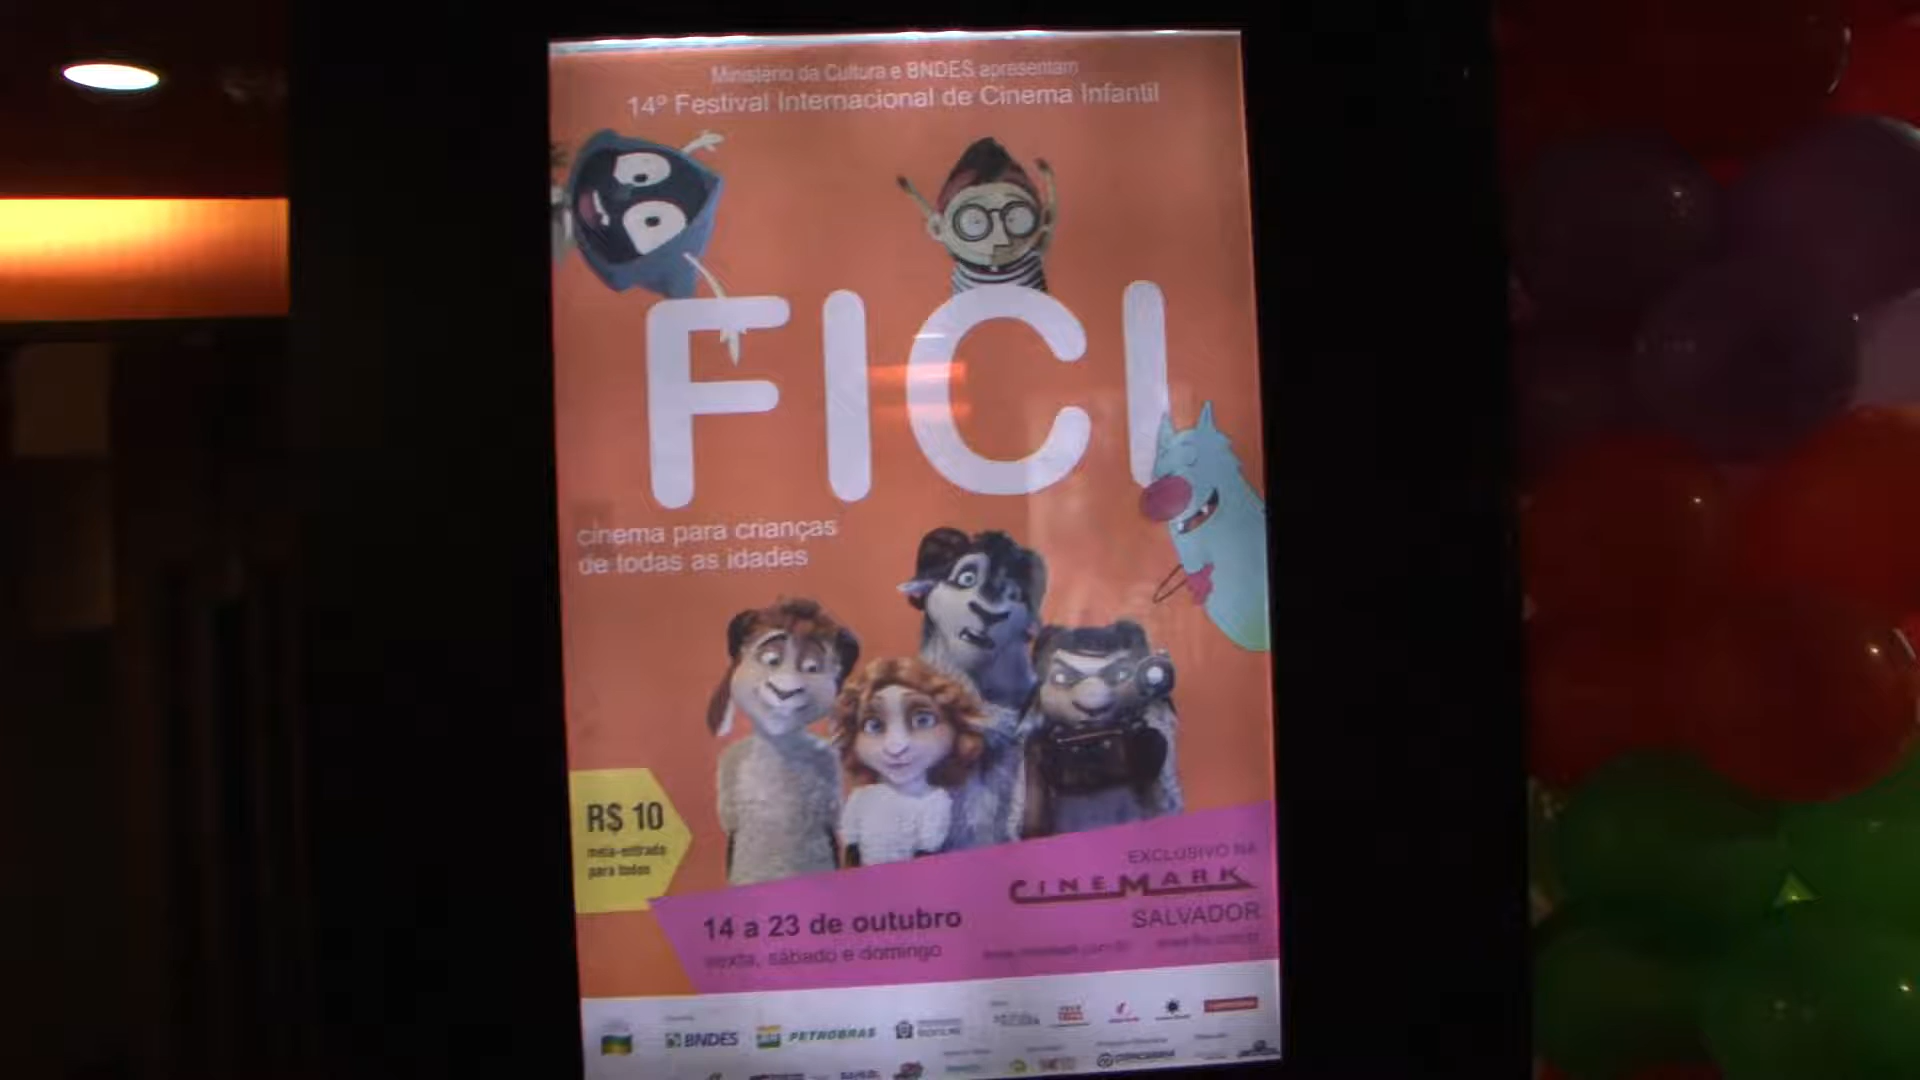 Ministério da Cultura e BNDES apresentam
14º Festival Internacional de Cinema Infantil
FICI
cinema para crianças
de todas as idades
R$ 10
meia-entrada
para todos
EXCLUSIVO NA
CINEMARK
SALVADOR
14 a 23 de outubro
sexta, sábado e domingo
BNDES
PETROBRAS